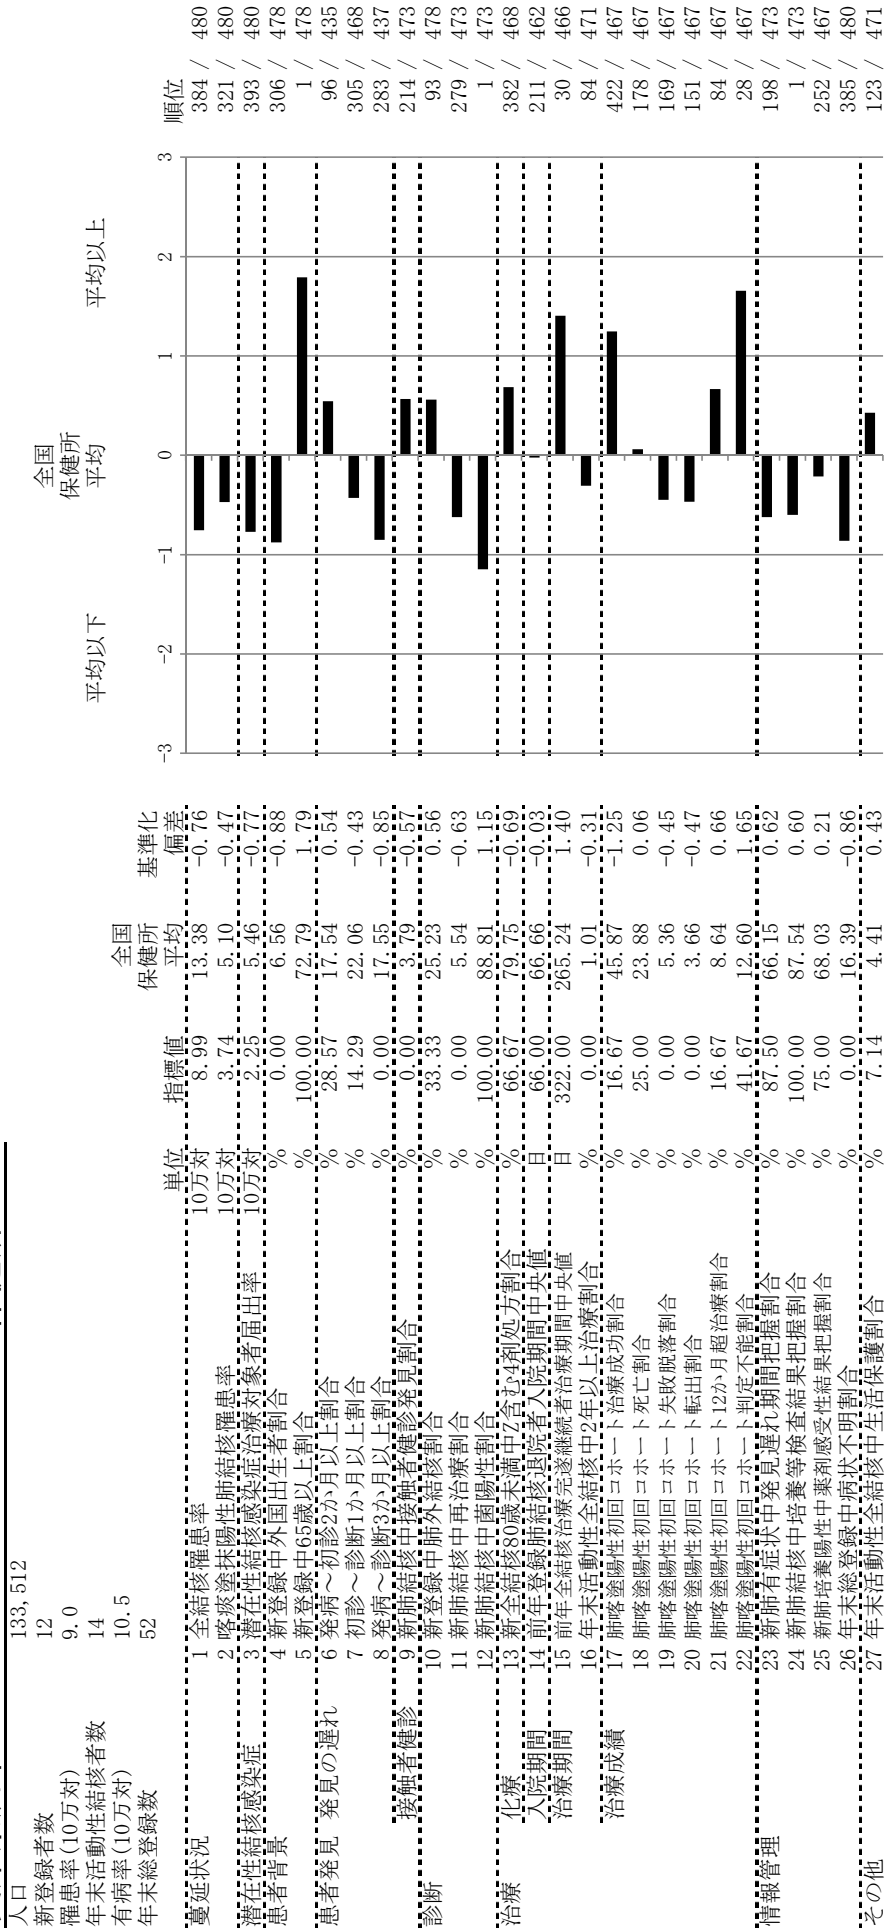 人口 133,512
新登録者数 12
罹患率(10万対) 9.0
年末活動性結核者数 14
有病率(10万対) 10.5
年末総登録数 52
単位 指標値 全国保健所平均 基準化偏差 平均以下 全国保健所平均 平均以上 順位
-3 -2 -1 0 1 2 3
蔓延状況 1 全結核罹患率 10万対 8.99 13.38 -0.76 384 / 480
2 喀痰塗抹陽性肺結核罹患率 10万対 3.74 5.10 -0.47 321 / 480
潜在性結核感染症 3 潜在性結核感染症治療対象者届出率 10万対 2.25 5.46 -0.77 393 / 480
患者背景 4 新登録中外国出生者割合 % 0.00 6.56 -0.88 306 / 478
5 新登録中65歳以上割合 % 100.00 72.79 1.79 1 / 478
患者発見 発見の遅れ 6 発病～初診2か月以上割合 % 28.57 17.54 0.54 96 / 435
7 初診～診断1か月以上割合 % 14.29 22.06 -0.43 305 / 468
8 発病～診断3か月以上割合 % 0.00 17.55 -0.85 283 / 437
接触者健診 9 新肺結核中接触者健診発見割合 % 0.00 3.79 -0.57 214 / 473
診断 10 新登録中肺外結核割合 % 33.33 25.23 0.56 93 / 478
11 新肺結核中再治療割合 % 0.00 5.54 -0.63 279 / 473
12 新肺結核中菌陽性割合 % 100.00 88.81 1.15 1 / 473
治療 化療 13 新全結核80歳未満中Z含む4剤処方割合 % 66.67 79.75 -0.69 382 / 468
入院期間 14 前年登録肺結核退院者入院期間中央値 日 66.00 66.66 -0.03 211 / 462
治療期間 15 前年全結核治療完遂継続者治療期間中央値 日 322.00 265.24 1.40 30 / 466
16 年末活動性全結核中2年以上治療割合 % 0.00 1.01 -0.31 84 / 471
治療成績 17 肺喀塗陽性初回コホート治療成功割合 % 16.67 45.87 -1.25 422 / 467
18 肺喀塗陽性初回コホート死亡割合 % 25.00 23.88 0.06 178 / 467
19 肺喀塗陽性初回コホート失敗脱落割合 % 0.00 5.36 -0.45 169 / 467
20 肺喀塗陽性初回コホート転出割合 % 0.00 3.66 -0.47 151 / 467
21 肺喀塗陽性初回コホート12か月超治療割合 % 16.67 8.64 0.66 84 / 467
22 肺喀塗陽性初回コホート判定不能割合 % 41.67 12.60 1.65 28 / 467
情報管理 23 新肺有症状中発見遅れ期間把握割合 % 87.50 66.15 0.62 198 / 473
24 新肺結核中培養等検査結果把握割合 % 100.00 87.54 0.60 1 / 473
25 新肺培養陽性中薬剤感受性結果把握割合 % 75.00 68.03 0.21 252 / 467
26 年末総登録中病状不明割合 % 0.00 16.39 -0.86 385 / 480
その他 27 年末活動性全結核中生活保護割合 % 7.14 4.41 0.43 123 / 471